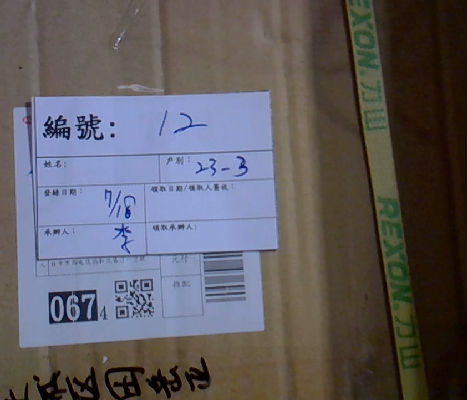 編號: 12
姓名:
戶別: 23-3
登錄日期: 7/18
領取日期/領取人簽收:
承辦人: 李
領取承辦人:
067 4
REXON 力山
REXON 力山